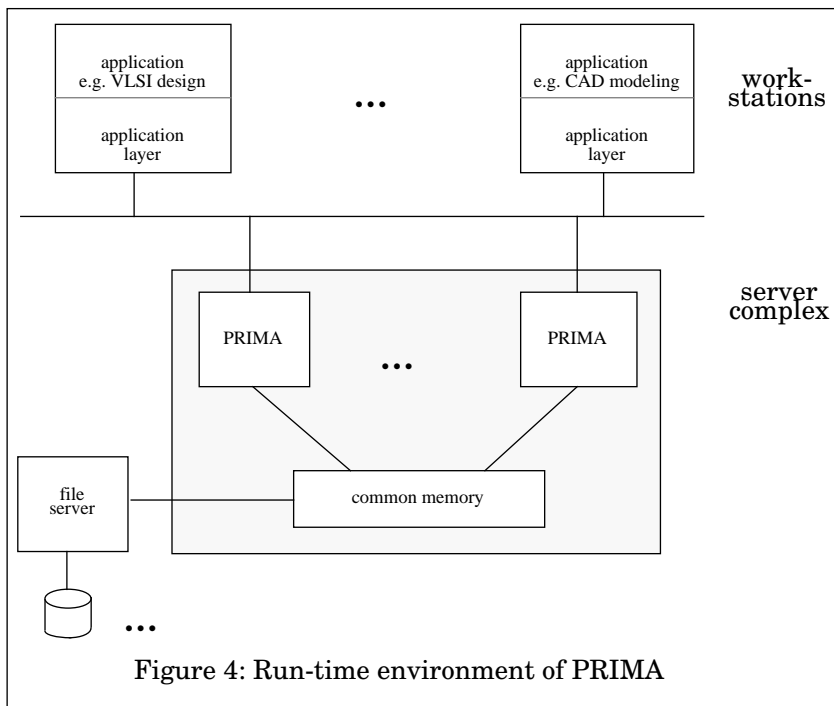 application
e.g. VLSI design
application
layer
...
application
e.g. CAD modeling
application
layer
work-
stations
server
complex
PRIMA
...
PRIMA
common memory
file
server
...
Figure 4: Run-time environment of PRIMA